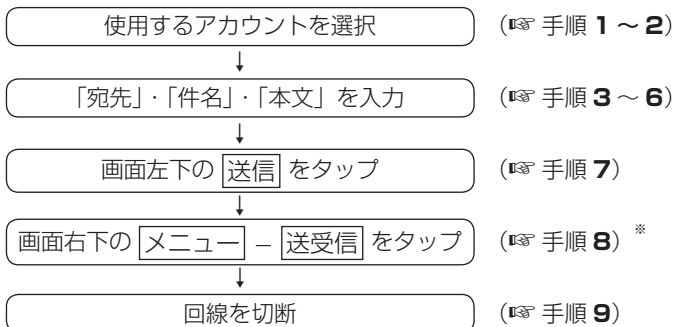 使用するアカウントを選択 (☞ 手順 1 ～ 2)
「宛先」・「件名」・「本文」を入力 (☞ 手順 3 ～ 6)
画面左下の 送信 をタップ (☞ 手順 7)
画面右下の メニュー － 送受信 をタップ (☞ 手順 8) ※
回線を切断 (☞ 手順 9)